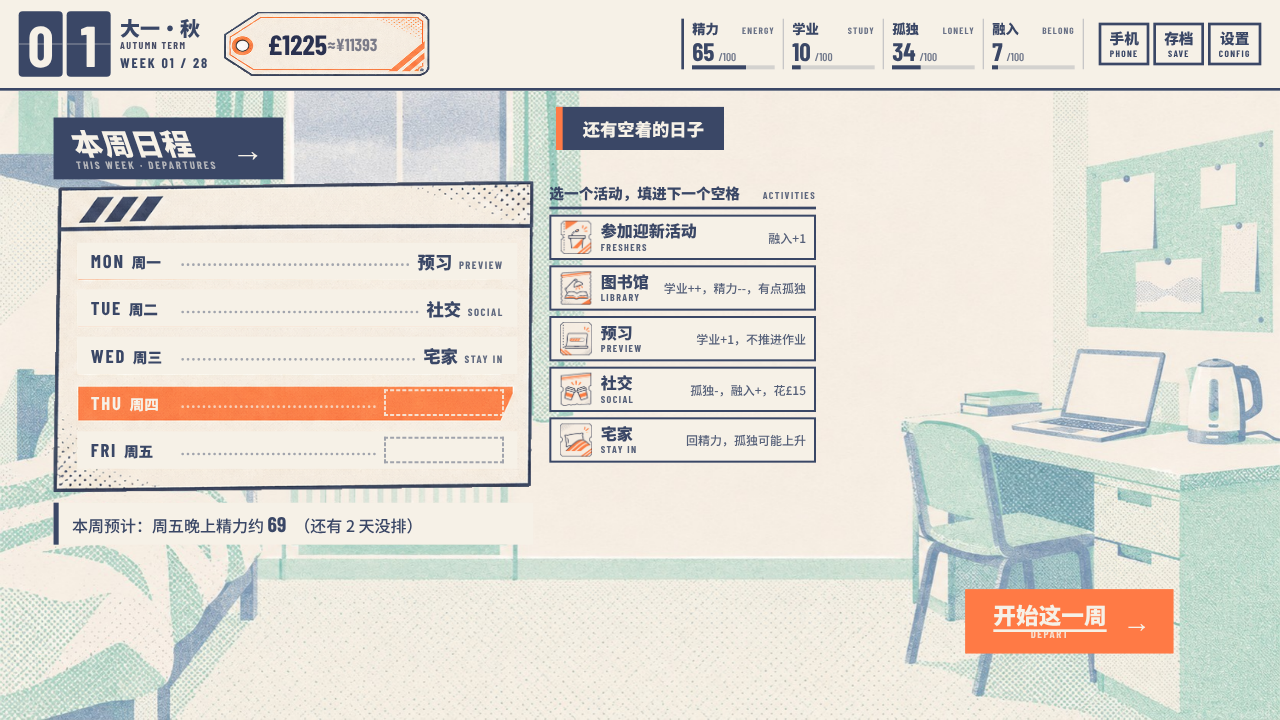 01
大一·秋
AUTUMN TERM
WEEK 01 / 28
£1225≈¥11393
精力 ENERGY
65 /100
学业 STUDY
10 /100
孤独 LONELY
34 /100
融入 BELONG
7 /100
手机
PHONE
存档
SAVE
设置
CONFIG
本周日程
THIS WEEK · DEPARTURES
→
MON 周一 预习 PREVIEW
TUE 周二 社交 SOCIAL
WED 周三 宅家 STAY IN
THU 周四
FRI 周五
本周预计：周五晚上精力约 69 （还有 2 天没排）
还有空着的日子
选一个活动，填进下一个空格 ACTIVITIES
参加迎新活动
FRESHERS
融入+1
图书馆
LIBRARY
学业++，精力--，有点孤独
预习
PREVIEW
学业+1，不推进作业
社交
SOCIAL
孤独-，融入+，花£15
宅家
STAY IN
回精力，孤独可能上升
开始这一周
DEPART
→